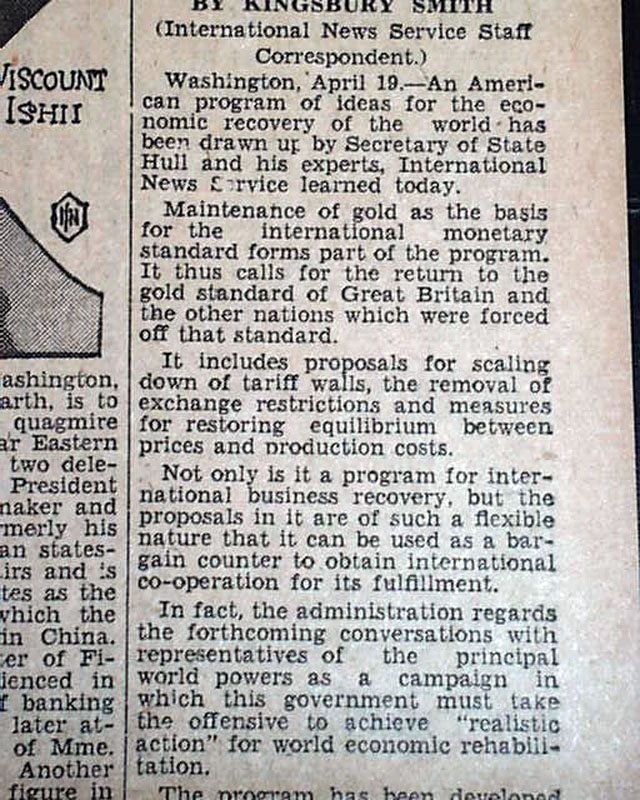 VISCOUNT
ISHII
ashington,
arth, is to
quagmire
ar Eastern
two dele-
President
maker and
rmerly his
an states-
irs and is
tes as the
which the
in China.
er of Fi-
ienced in
f banking
later at-
of Mme.
Another
figure in
BY KINGSBURY SMITH
(International News Service Staff
Correspondent.)
Washington, April 19.—An Ameri-
can program of ideas for the eco-
nomic recovery of the world has
been drawn up by Secretary of State
Hull and his experts, International
News Service learned today.
Maintenance of gold as the basis
for the international monetary
standard forms part of the program.
It thus calls for the return to the
gold standard of Great Britain and
the other nations which were forced
off that standard.
It includes proposals for scaling
down of tariff walls, the removal of
exchange restrictions and measures
for restoring equilibrium between
prices and production costs.
Not only is it a program for inter-
national business recovery, but the
proposals in it are of such a flexible
nature that it can be used as a bar-
gain counter to obtain international
co-operation for its fulfillment.
In fact, the administration regards
the forthcoming conversations with
representatives of the principal
world powers as a campaign in
which this government must take
the offensive to achieve "realistic
action" for world economic rehabili-
tation.
The program has been developed